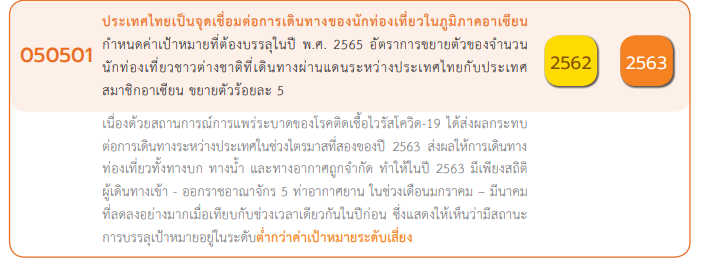 ประเทศไทยเป็นจุดเชื่อมต่อการเดินทางของนักท่องเที่ยวในภูมิภาคอาเซียน
กำหนดค่าเป้าหมายที่ต้องบรรลุในปี พ.ศ. 2565 อัตราการขยายตัวของจำนวน
050501
นักท่องเที่ยวชาวต่างชาติที่เดินทางผ่านแดนระหว่างประเทศไทยกับประเทศ
สมาชิกอาเซียน ขยายตัวร้อยละ 5
2562 2563
เนื่องด้วยสถานการณ์การแพร่ระบาดของโรคติดเชื้อไวรัสโควิด-19 ได้ส่งผลกระทบ
ต่อการเดินทางระหว่างประเทศในช่วงไตรมาสที่สองของปี 2563 ส่งผลให้การเดินทาง
ท่องเที่ยวทั้งทางบก ทางน้ำ และทางอากาศถูกจำกัด ทำให้ในปี 2563 มีเพียงสถิติ
ผู้เดินทางเข้า - ออกราชอาณาจักร 5 ท่าอากาศยาน ในช่วงเดือนมกราคม – มีนาคม
ที่ลดลงอย่างมากเมื่อเทียบกับช่วงเวลาเดียวกันในปีก่อน ซึ่งแสดงให้เห็นว่ามีสถานะ
การบรรลุเป้าหมายอยู่ในระดับต่ำกว่าค่าเป้าหมายระดับเสี่ยง